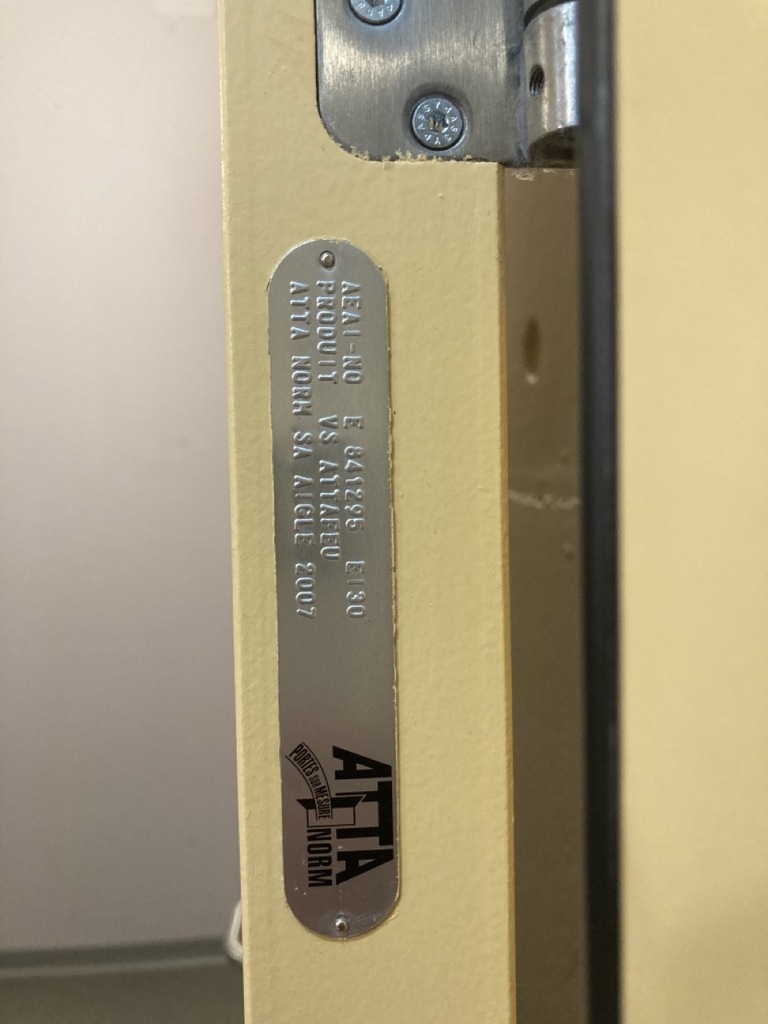 AEAI-NO E 841295 EI30
PRODUIT VS ATTAFEU
ATTA NORM SA AIGLE 2007
ATTA
NORM
PORTES SUR MESURE